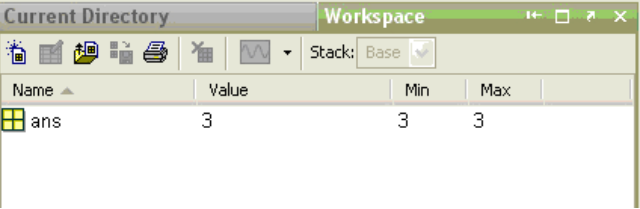 Current Directory Workspace
Stack: Base
Name Value Min Max
ans 3 3 3